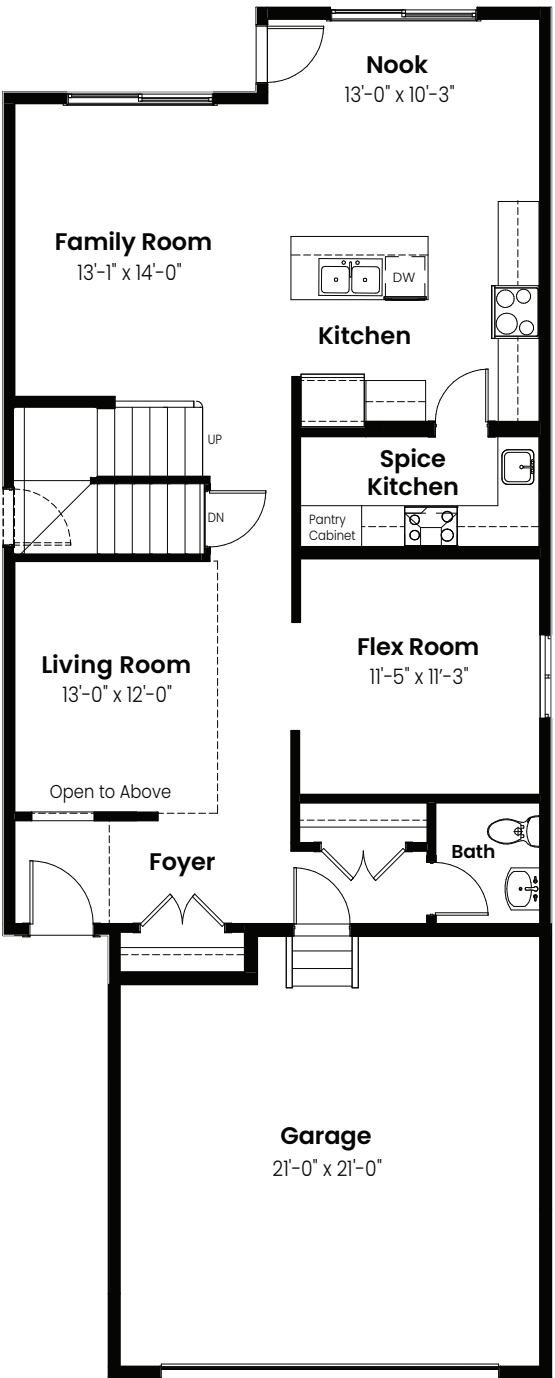 Nook
13'-0" x 10'-3"
Family Room
13'-1" x 14'-0"
DW
Kitchen
UP
Spice
Kitchen
DN
Pantry
Cabinet
Living Room
13'-0" x 12'-0"
Flex Room
11'-5" x 11'-3"
Open to Above
Foyer
Bath
Garage
21'-0" x 21'-0"